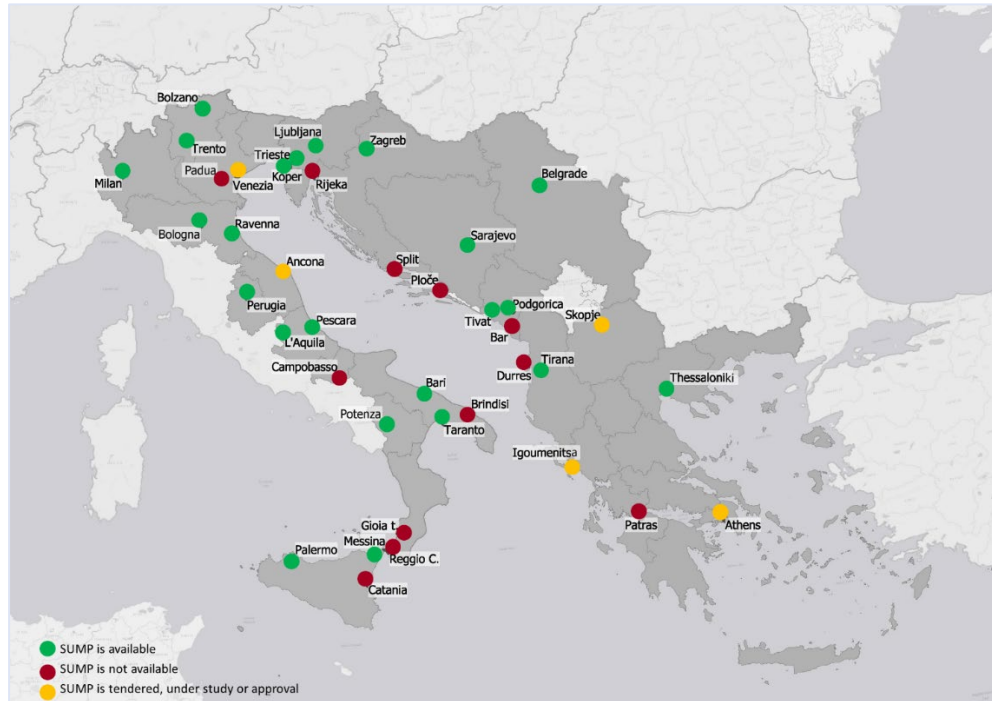 Bolzano
Ljubljana
Zagreb
Trento
Trieste
Milan
Padua
Venezia
Koper
Rijeka
Belgrade
Bologna
Ravenna
Sarajevo
Ancona
Split
Ploče
Perugia
Pescara
Tivat
Podgorica
Skopje
L'Aquila
Bar
Campobasso
Durres
Tirana
Thessaloniki
Bari
Brindisi
Potenza
Taranto
Igoumenitsa
Gioia t.
Patras
Athens
Messina
Palermo
Reggio C.
Catania
SUMP is available
SUMP is not available
SUMP is tendered, under study or approval